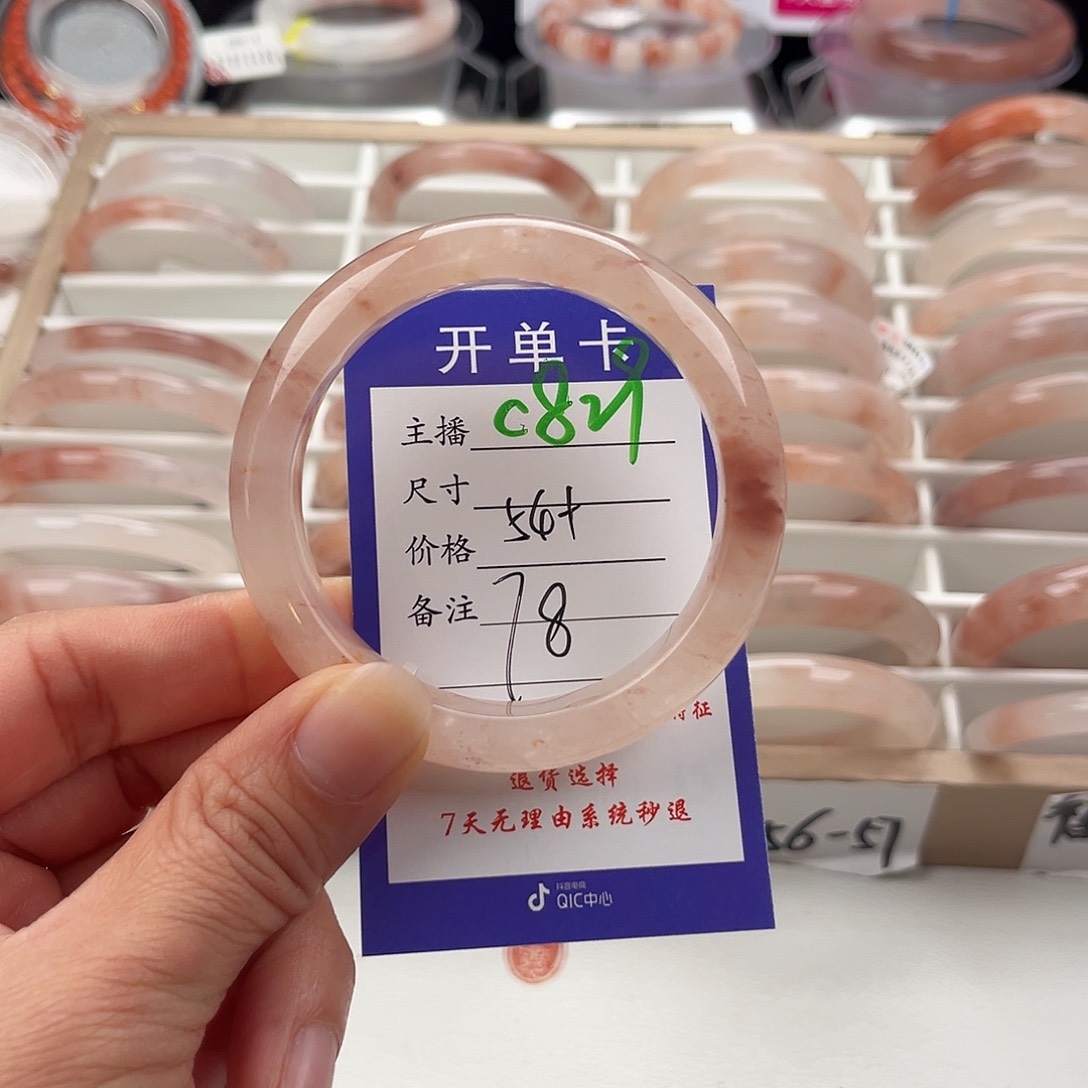 开单卡
主播 c829
尺寸 56+
价格 78
备注
特征
退货选择
7天无理由系统秒退
抖音电商
QIC中心
56-57